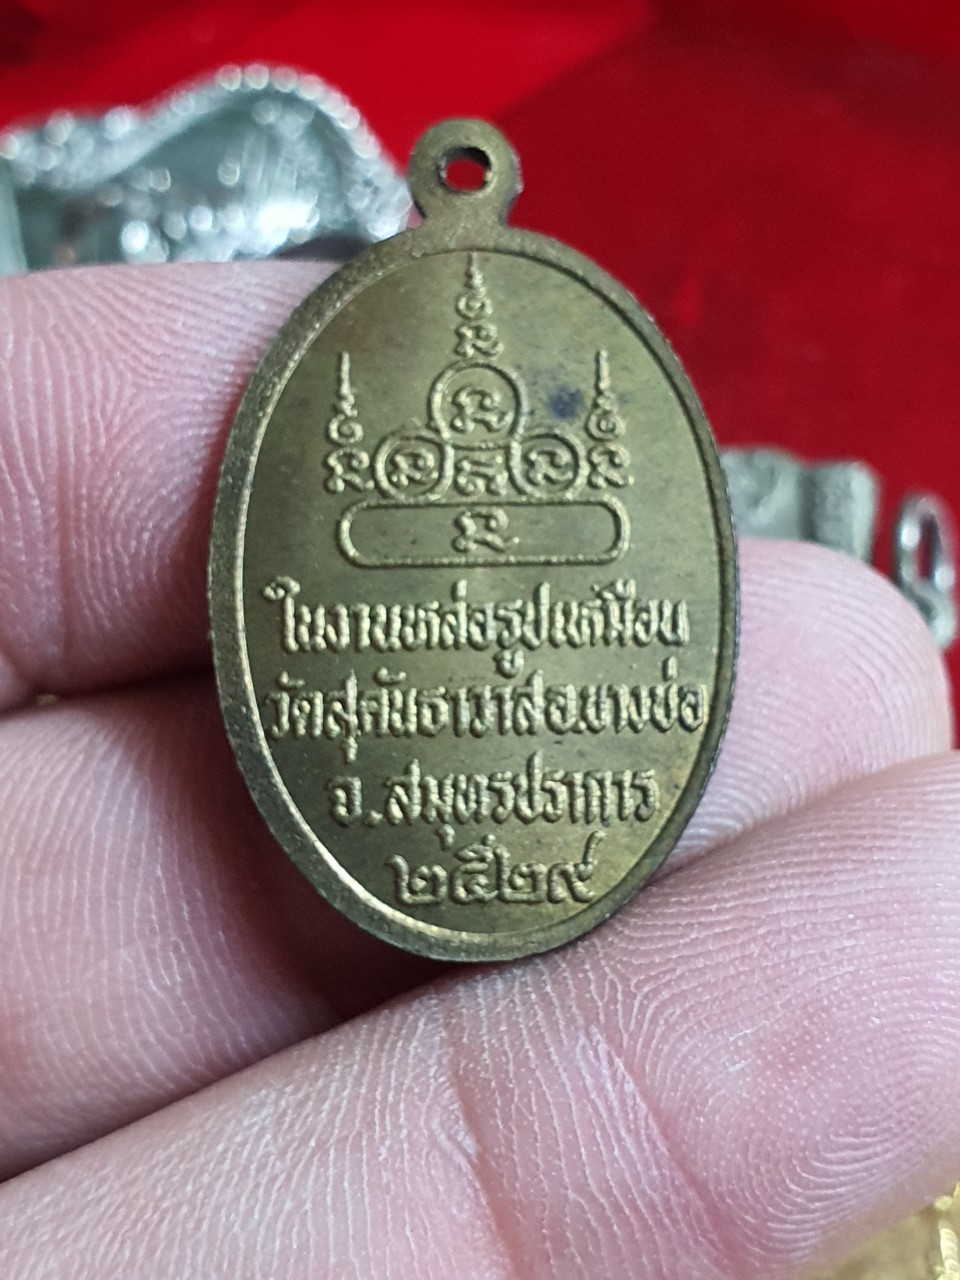 ในงานหล่อรูปเหมือน
วัดสุคันธาวาส อ.บางบ่อ
จ.สมุทรปราการ
๒๕๒๙